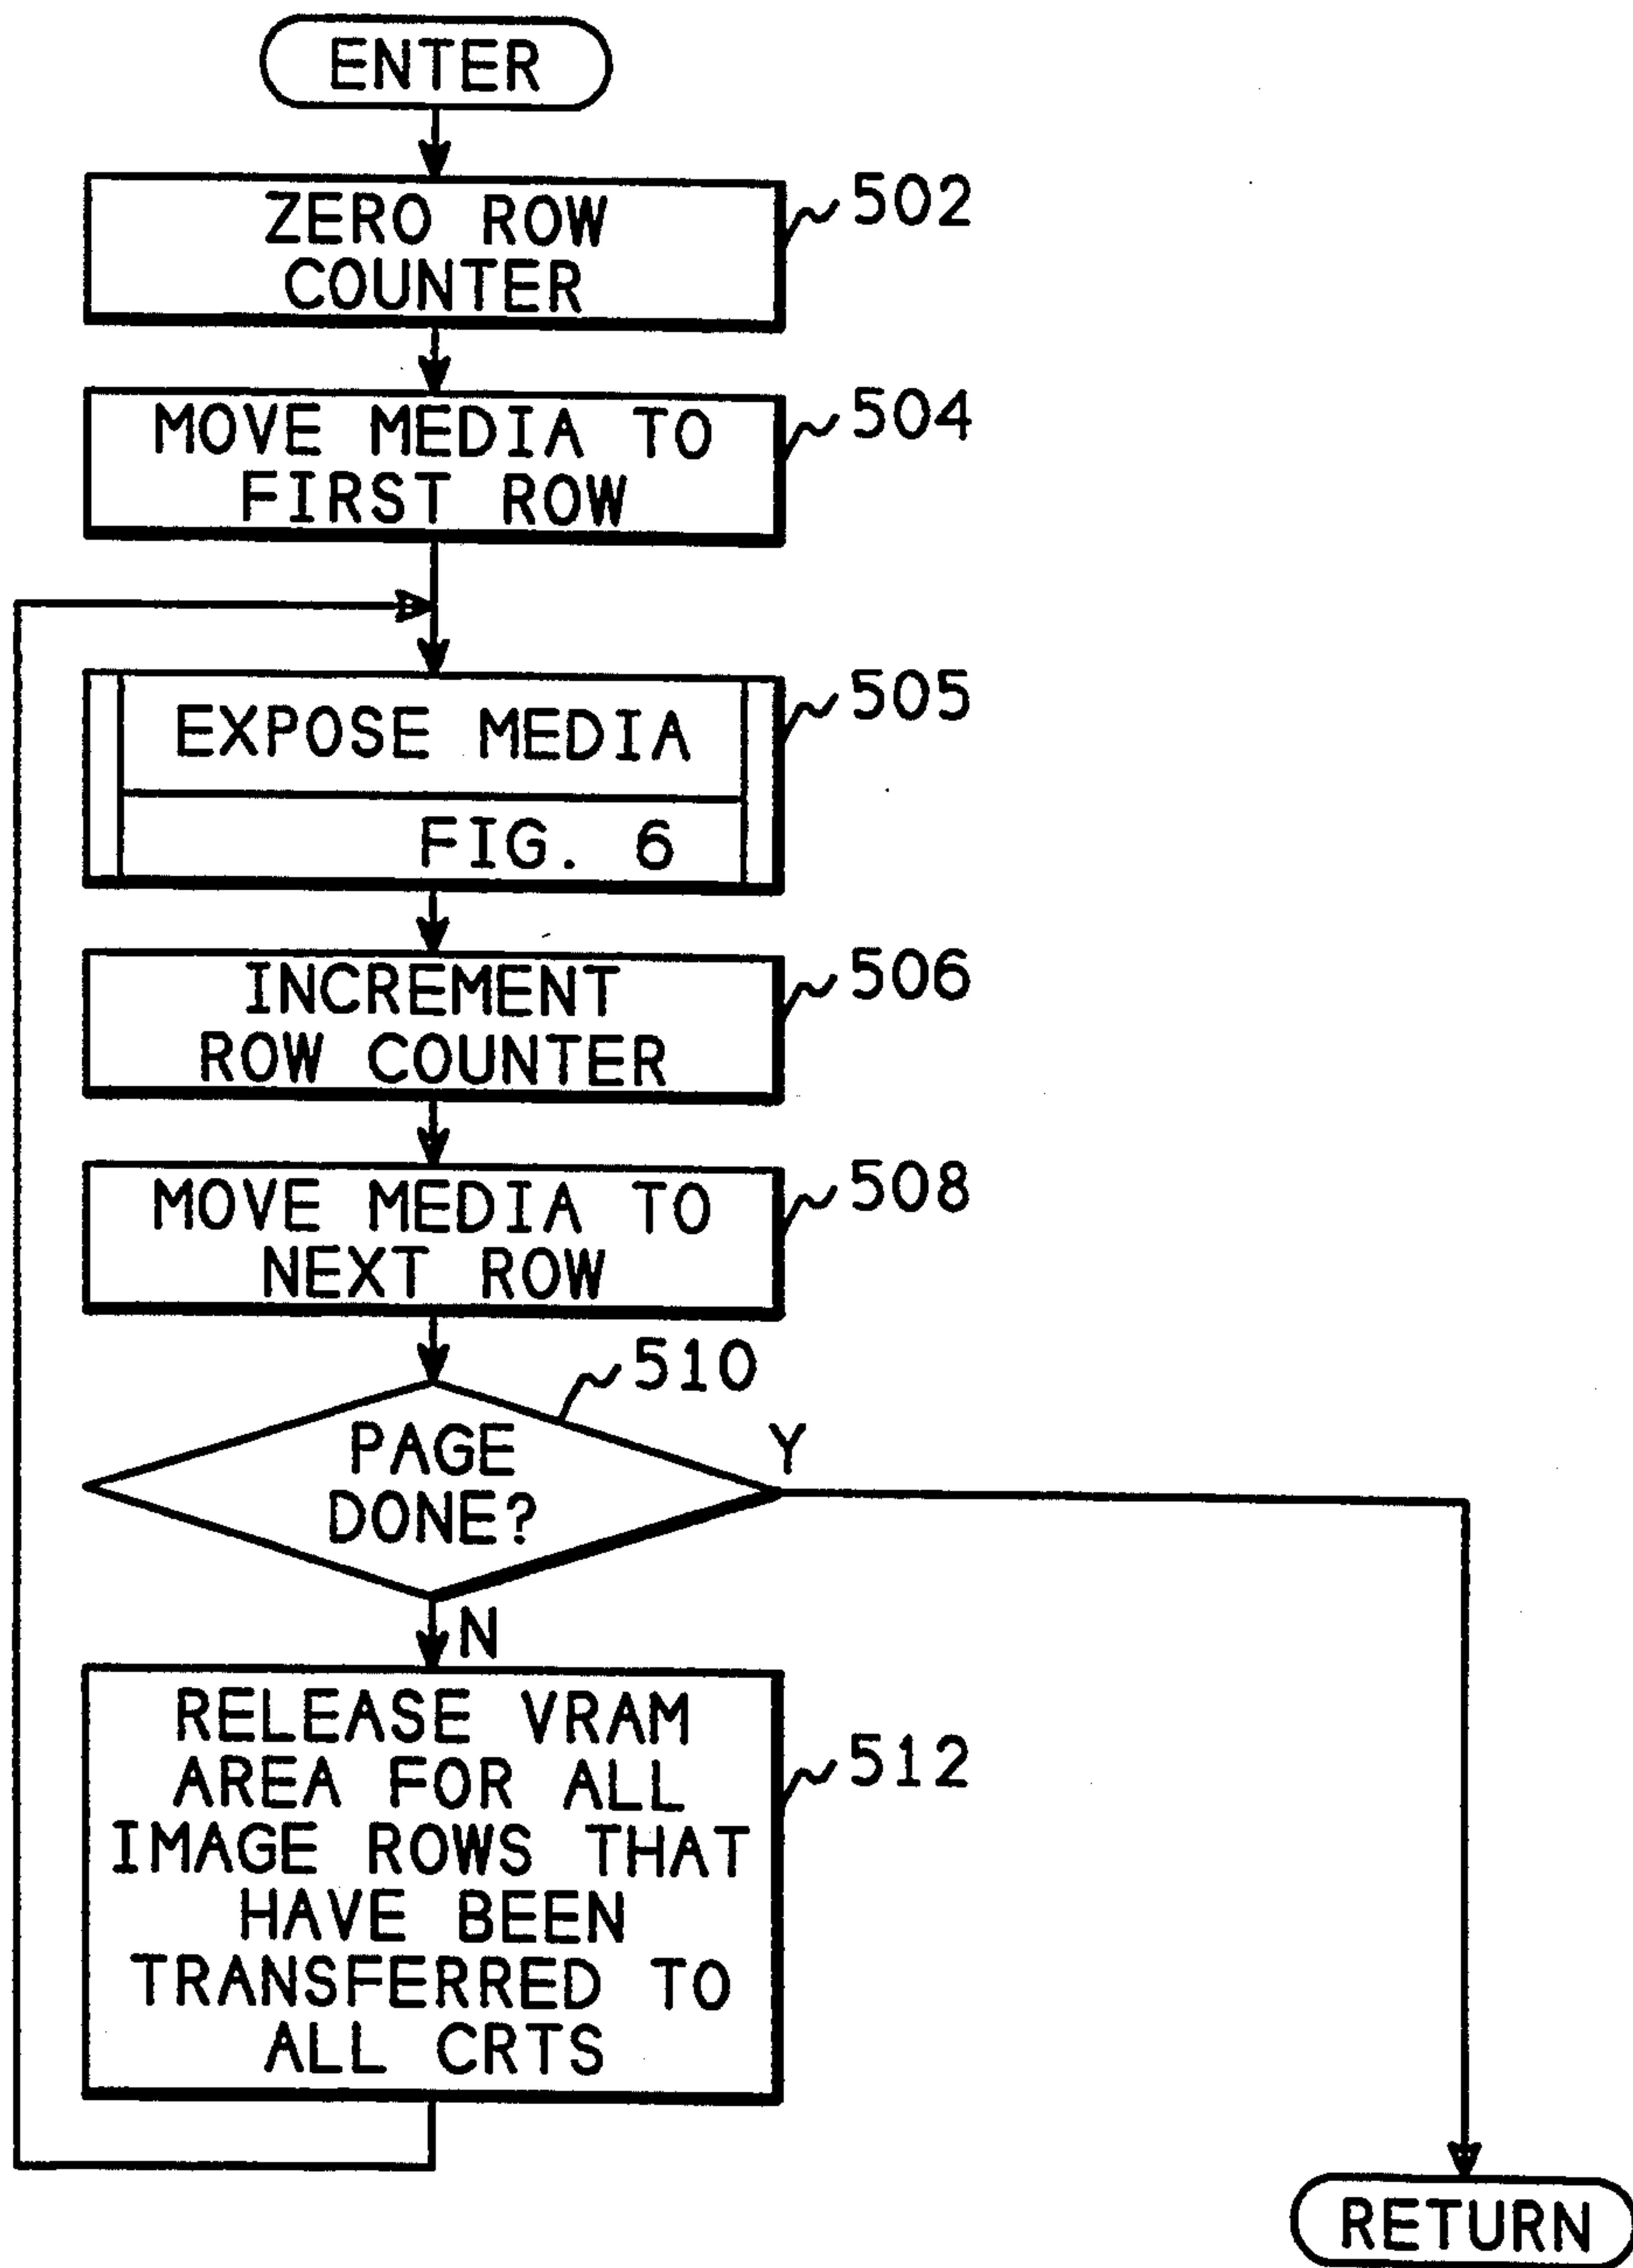 ENTER
ZERO ROW
COUNTER
502
MOVE MEDIA TO
FIRST ROW
504
EXPOSE MEDIA
FIG. 6
505
INCREMENT
ROW COUNTER
506
MOVE MEDIA TO
NEXT ROW
508
510
PAGE
DONE?
Y
N
RELEASE VRAM
AREA FOR ALL
IMAGE ROWS THAT
HAVE BEEN
TRANSFERRED TO
ALL CRTS
512
RETURN